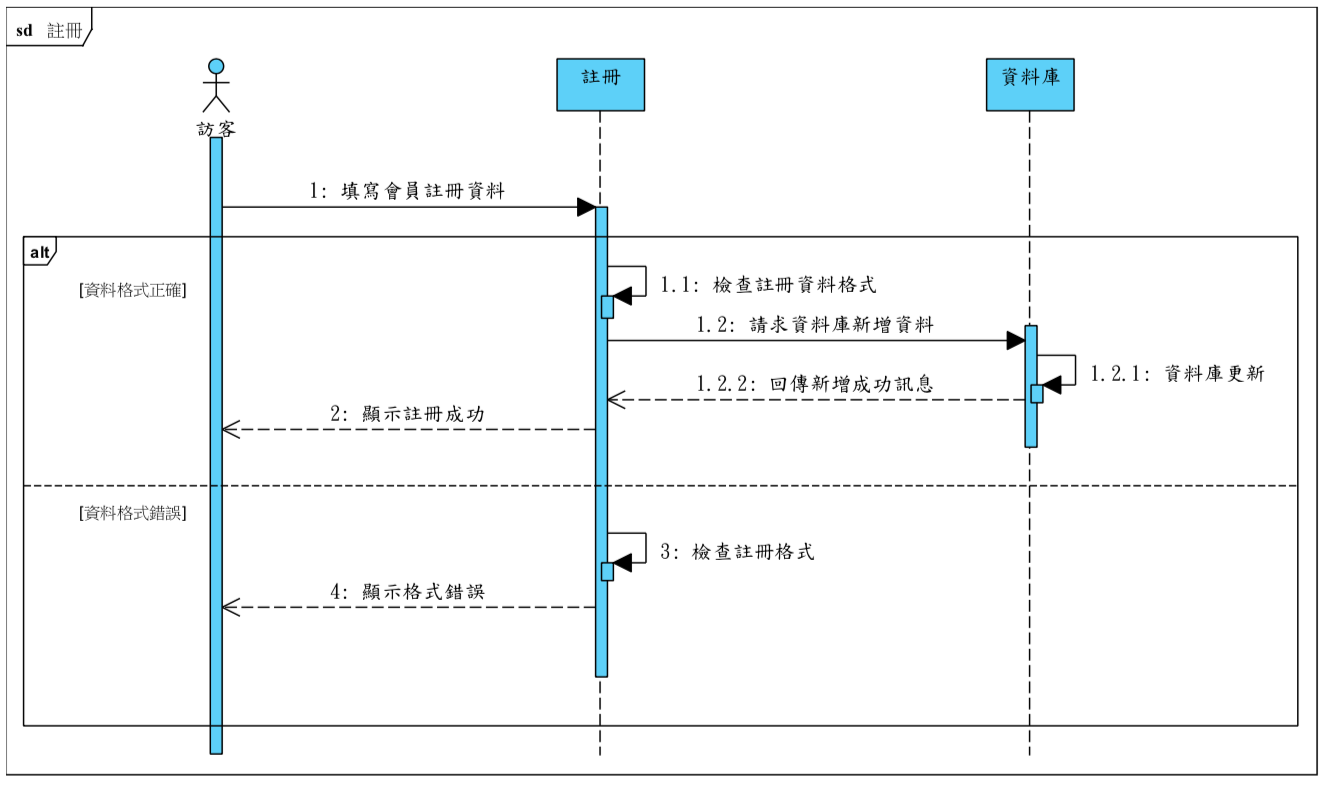 sd 註冊
訪客
註冊
資料庫
1: 填寫會員註冊資料
alt
[資料格式正確]
1.1: 檢查註冊資料格式
1.2: 請求資料庫新增資料
1.2.1: 資料庫更新
1.2.2: 回傳新增成功訊息
2: 顯示註冊成功
[資料格式錯誤]
3: 檢查註冊格式
4: 顯示格式錯誤